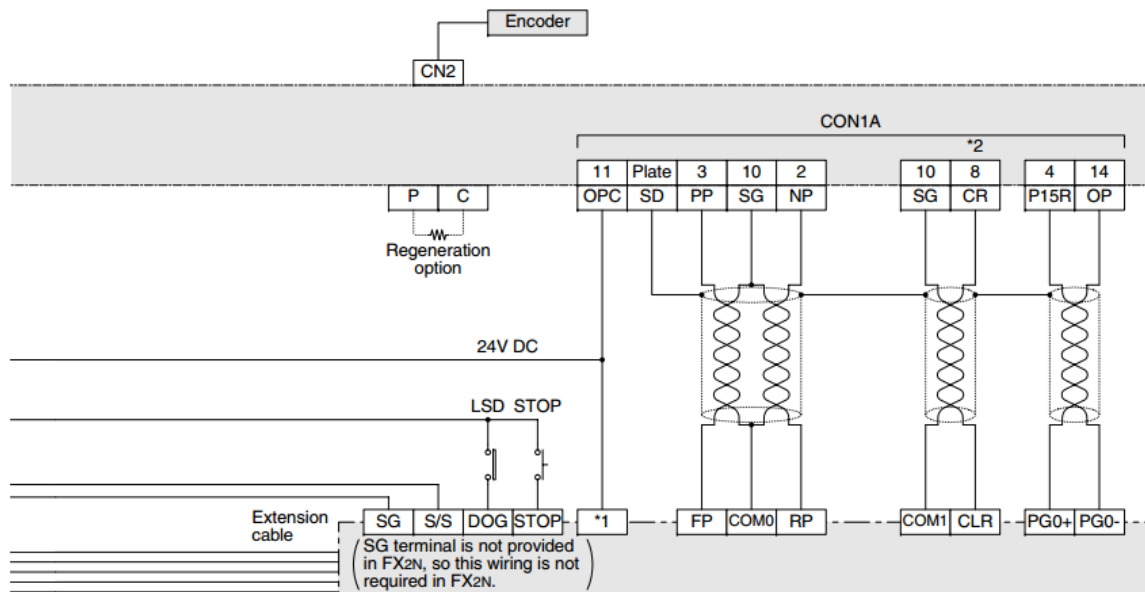 Encoder
CN2
CON1A
*2
11 Plate 3 10 2 10 8 4 14
P C OPC SD PP SG NP SG CR P15R OP
Regeneration
option
24V DC
LSD STOP
Extension
cable
SG S/S DOG STOP *1 FP COM0 RP COM1 CLR PG0+ PG0-
(SG terminal is not provided
in FX2N, so this wiring is not
required in FX2N.)